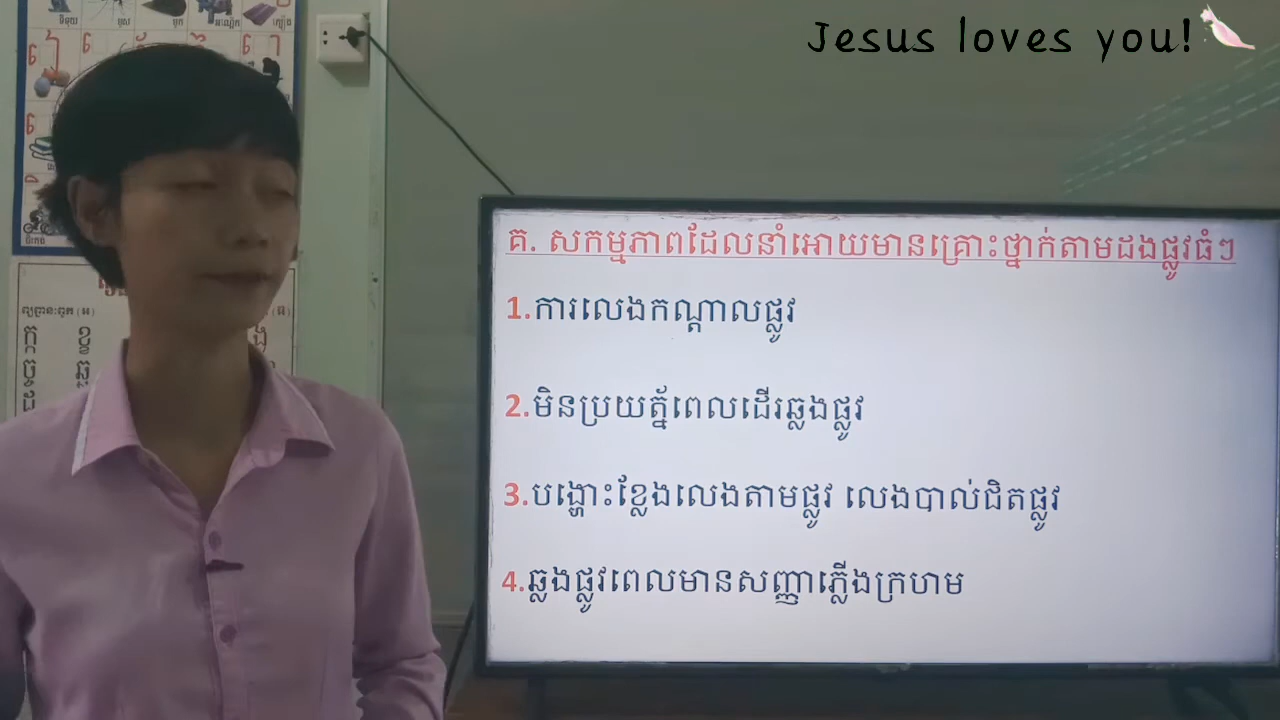 Jesus loves you!
គ. សកម្មភាពដែលនាំអោយមានគ្រោះថ្នាក់តាមដងផ្លូវធំៗ
1.ការលេងកណ្តាលផ្លូវ
2.មិនប្រយត្ន័ពេលដើរឆ្លងផ្លូវ
3.បង្ហោះខ្លែងលេងតាមផ្លូវ លេងបាល់ជិតផ្លូវ
4.ឆ្លងផ្លូវពេលមានសញ្ញាភ្លើងក្រហម